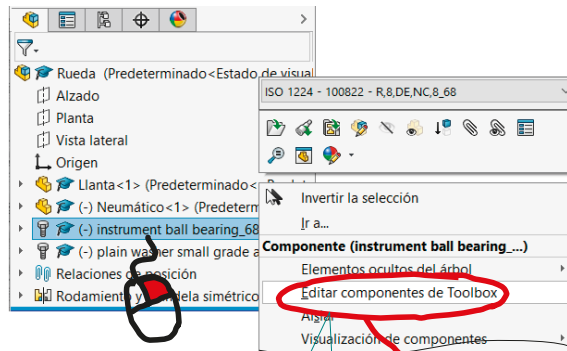 Rueda (Predeterminado<Estado de visual
Alzado
Planta
Vista lateral
Origen
Llanta<1> (Predeterminado<
(-) Neumático<1> (Predeterm
(-) instrument ball bearing_68
(-) plain washer small grade a
Relaciones de posición
Rodamiento y simétrico
ISO 1224 - 100822 - R,8,DE,NC,8_68
Invertir la selección
Ir a...
Componente (instrument ball bearing_...)
Elementos ocultos del árbol
Editar componentes de Toolbox
Aislar
Visualización de componentes